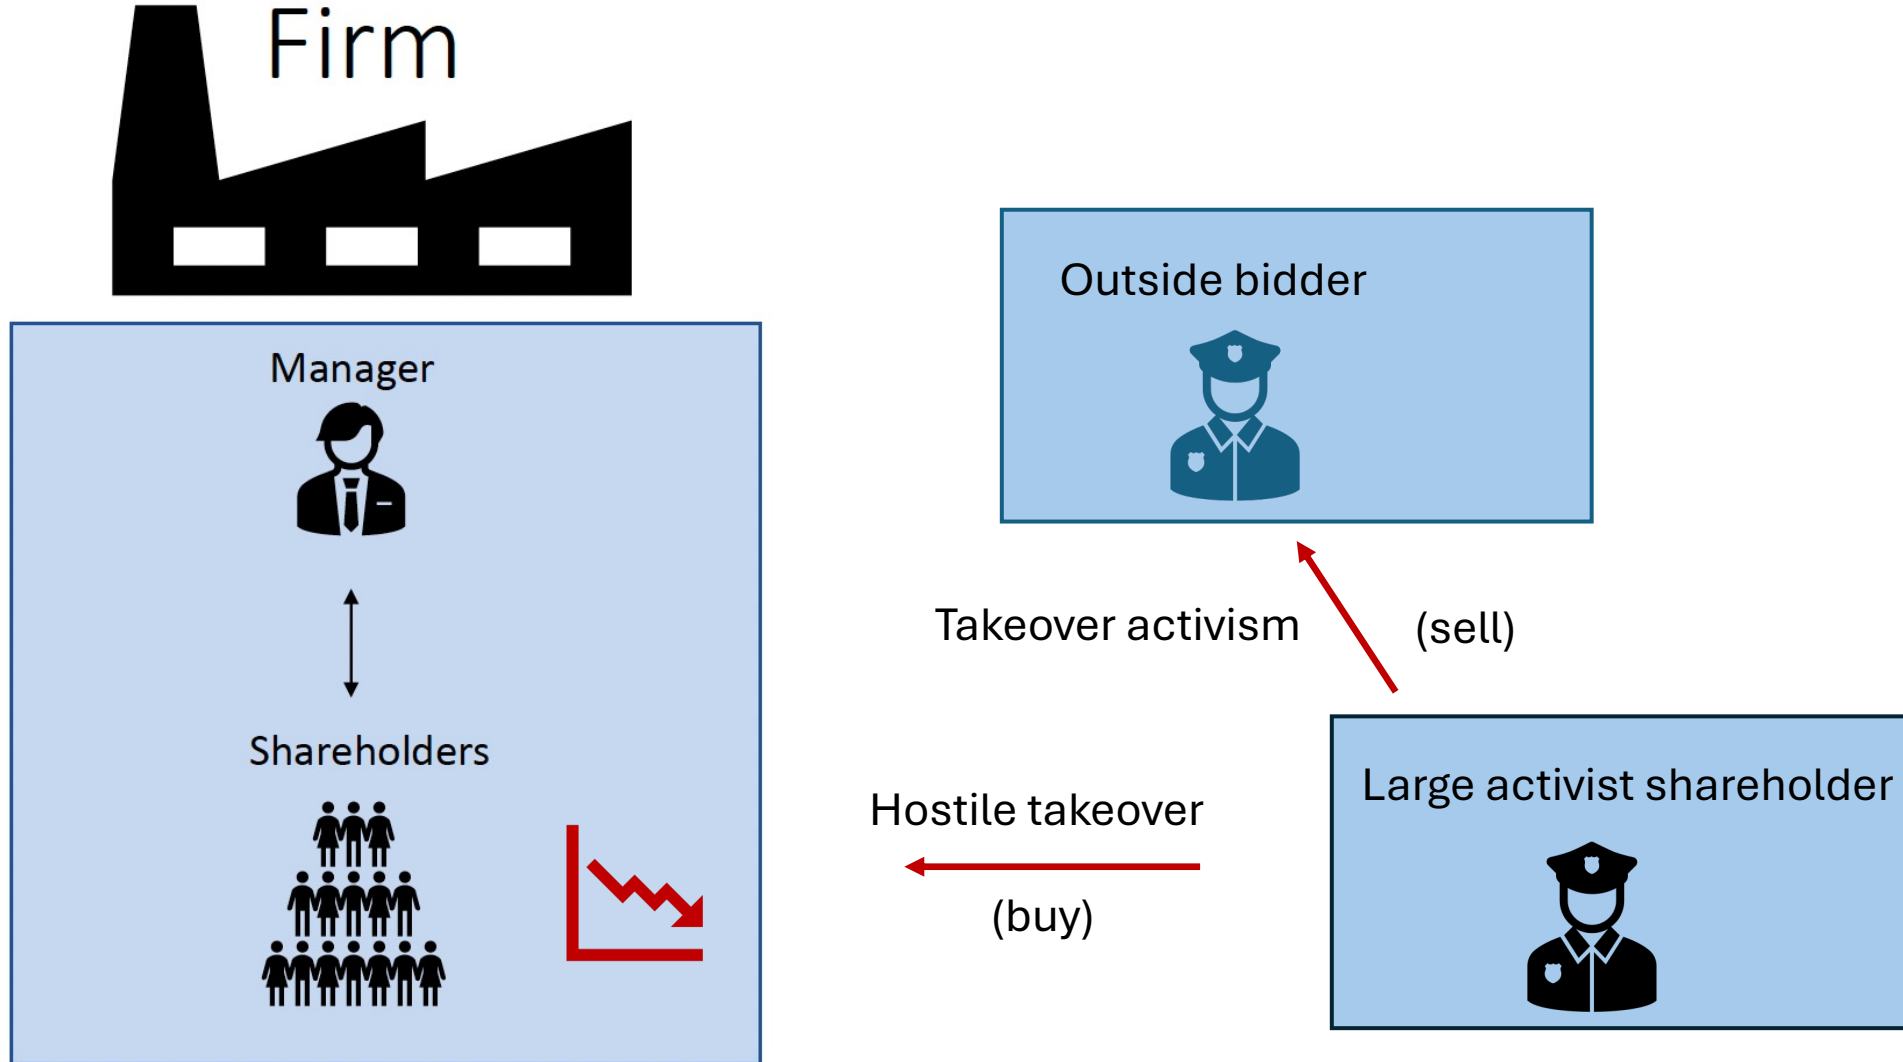 Firm
Manager
Shareholders
Outside bidder
Takeover activism
(sell)
Hostile takeover
(buy)
Large activist shareholder